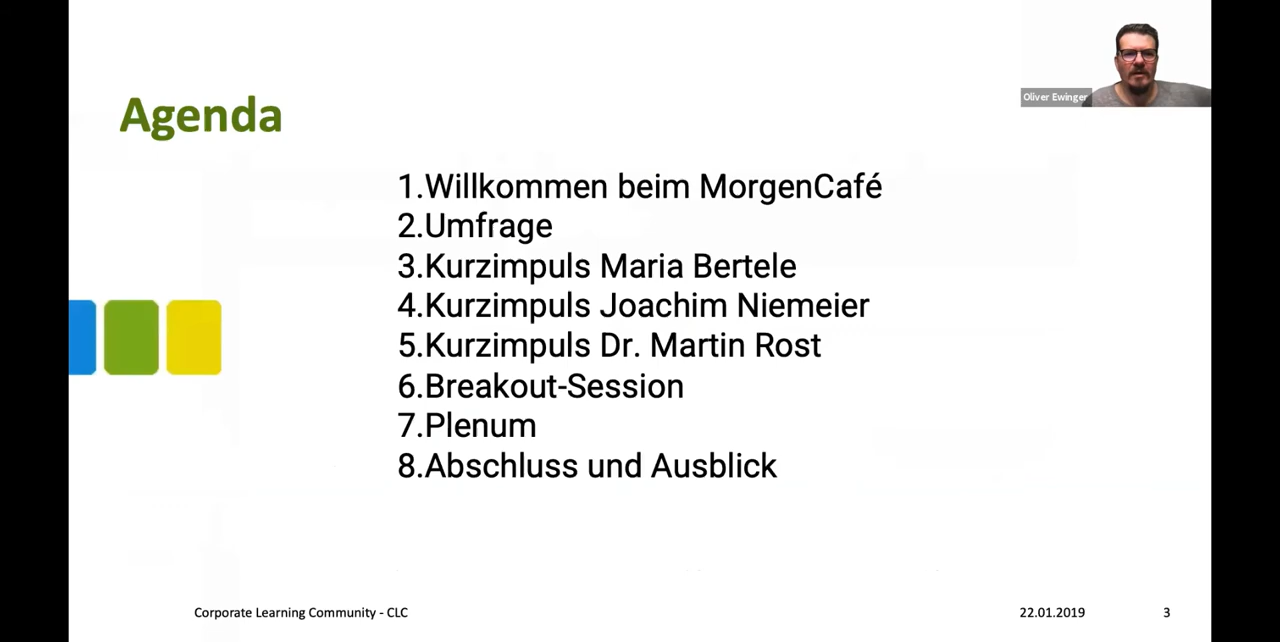 Oliver Ewinger
Agenda
1.Willkommen beim MorgenCafé
2.Umfrage
3.Kurzimpuls Maria Bertele
4.Kurzimpuls Joachim Niemeier
5.Kurzimpuls Dr. Martin Rost
6.Breakout-Session
7.Plenum
8.Abschluss und Ausblick
Corporate Learning Community - CLC
22.01.2019
3